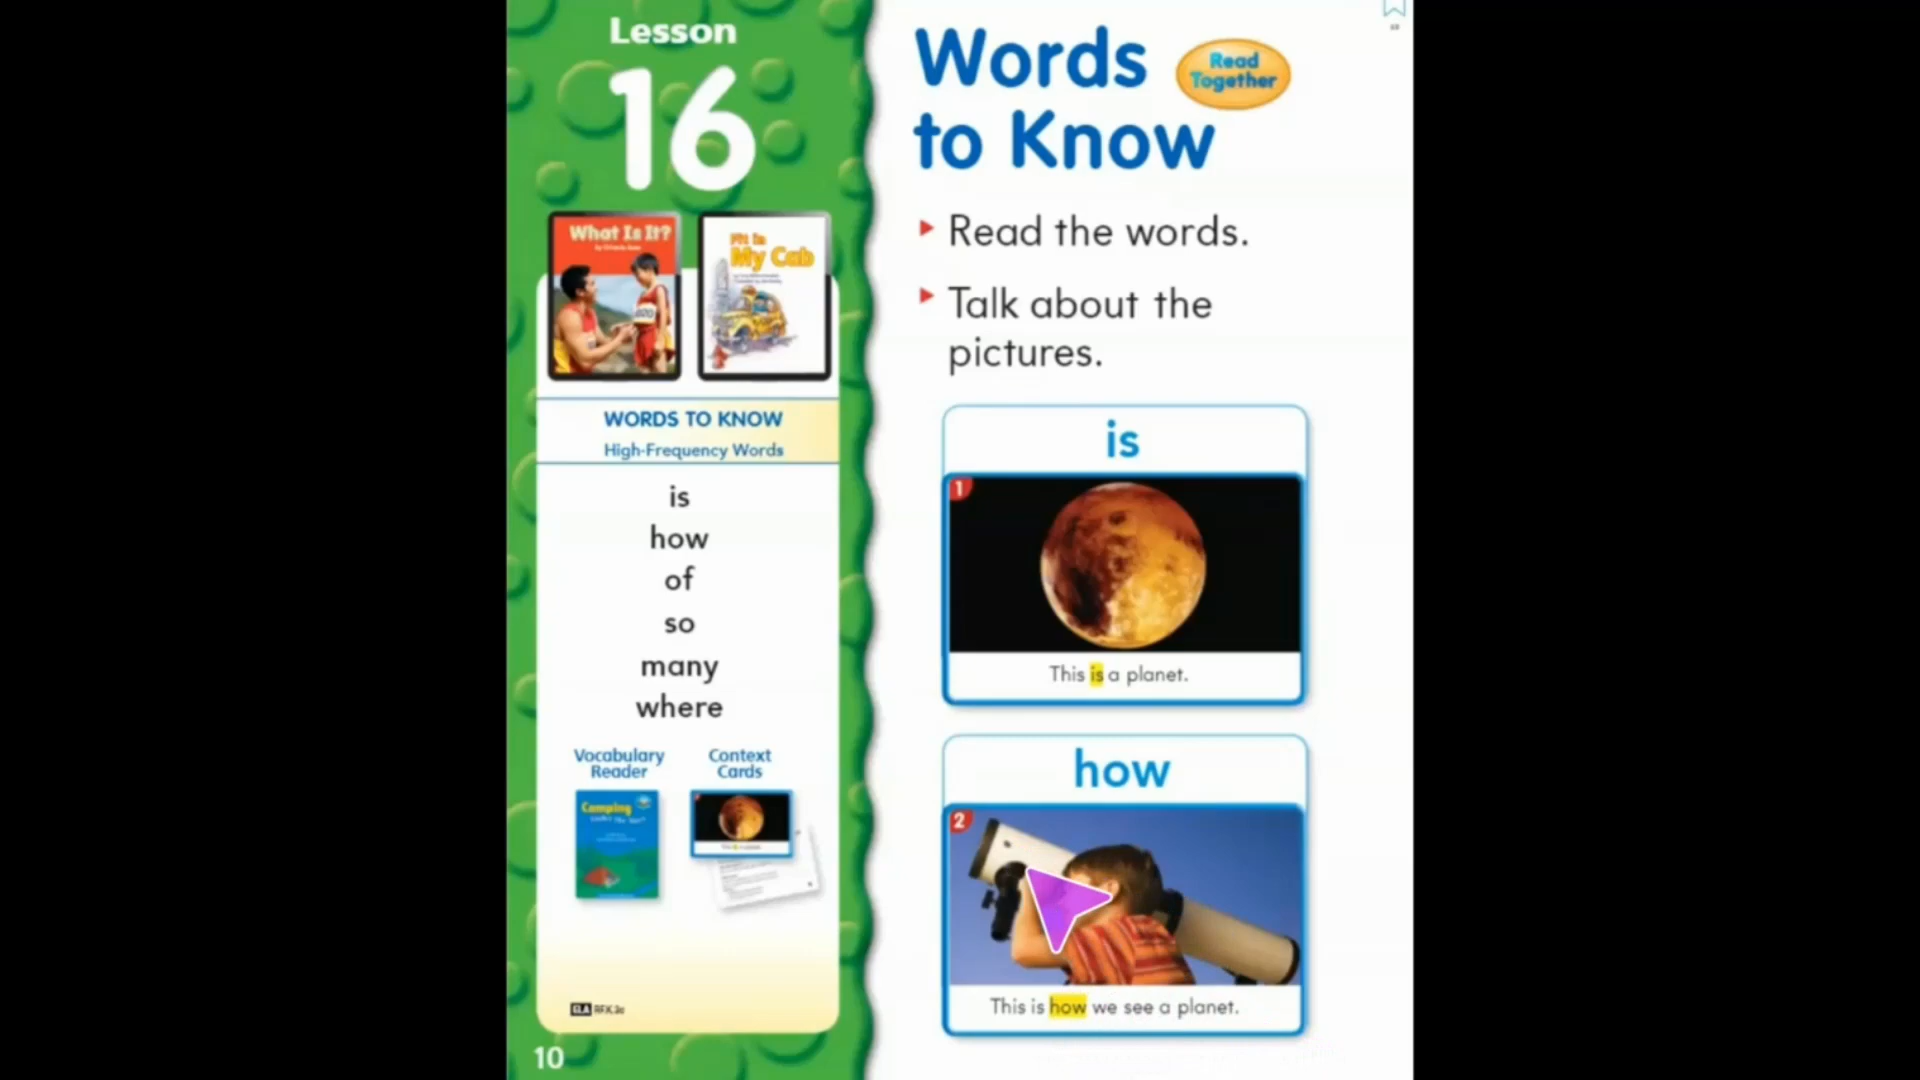 Lesson
16
What Is It?
Fit in
My Cab
WORDS TO KNOW
High-Frequency Words
is
how
of
so
many
where
Vocabulary
Reader
Context
Cards
Camping
10
Words
to Know
Read
Together
Read the words.
Talk about the
pictures.
is
1
This is a planet.
how
2
This is how we see a planet.